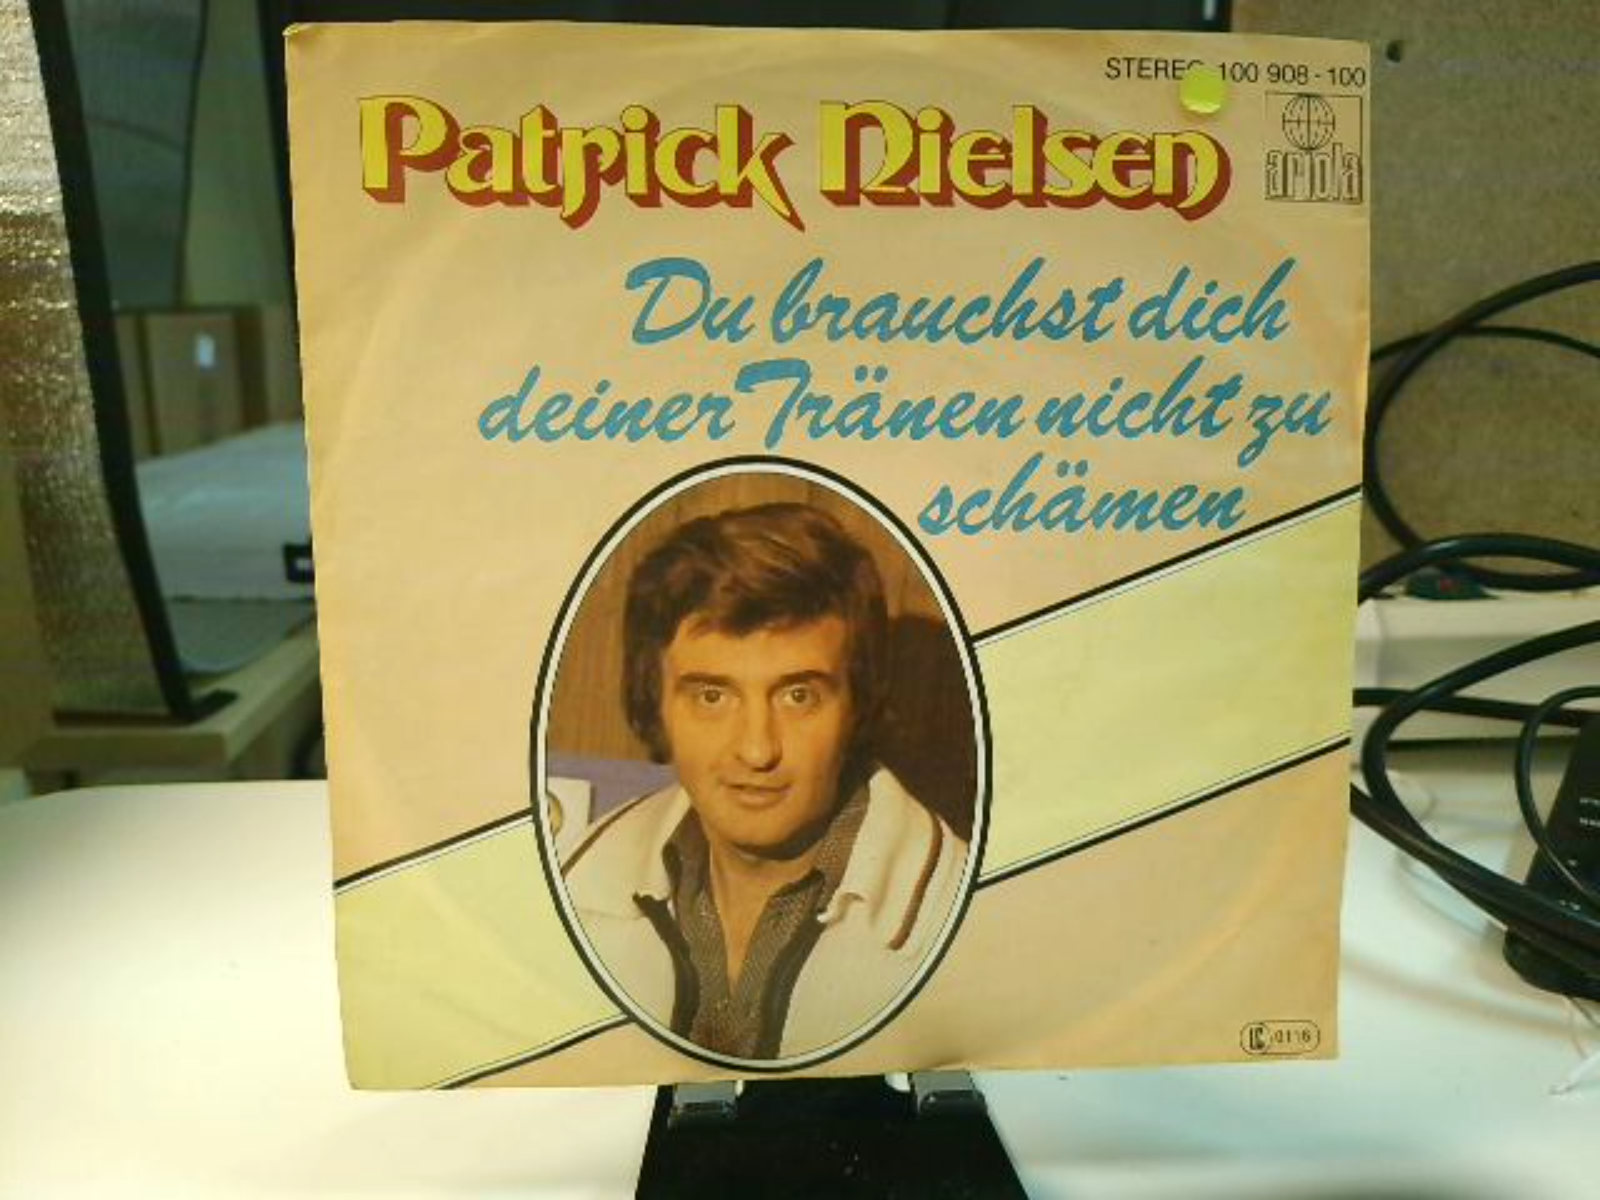 STEREO 100 908 - 100
Patrick Nielsen
ariola
Du brauchst dich
deiner Tränen nicht zu
schämen
LC 0116